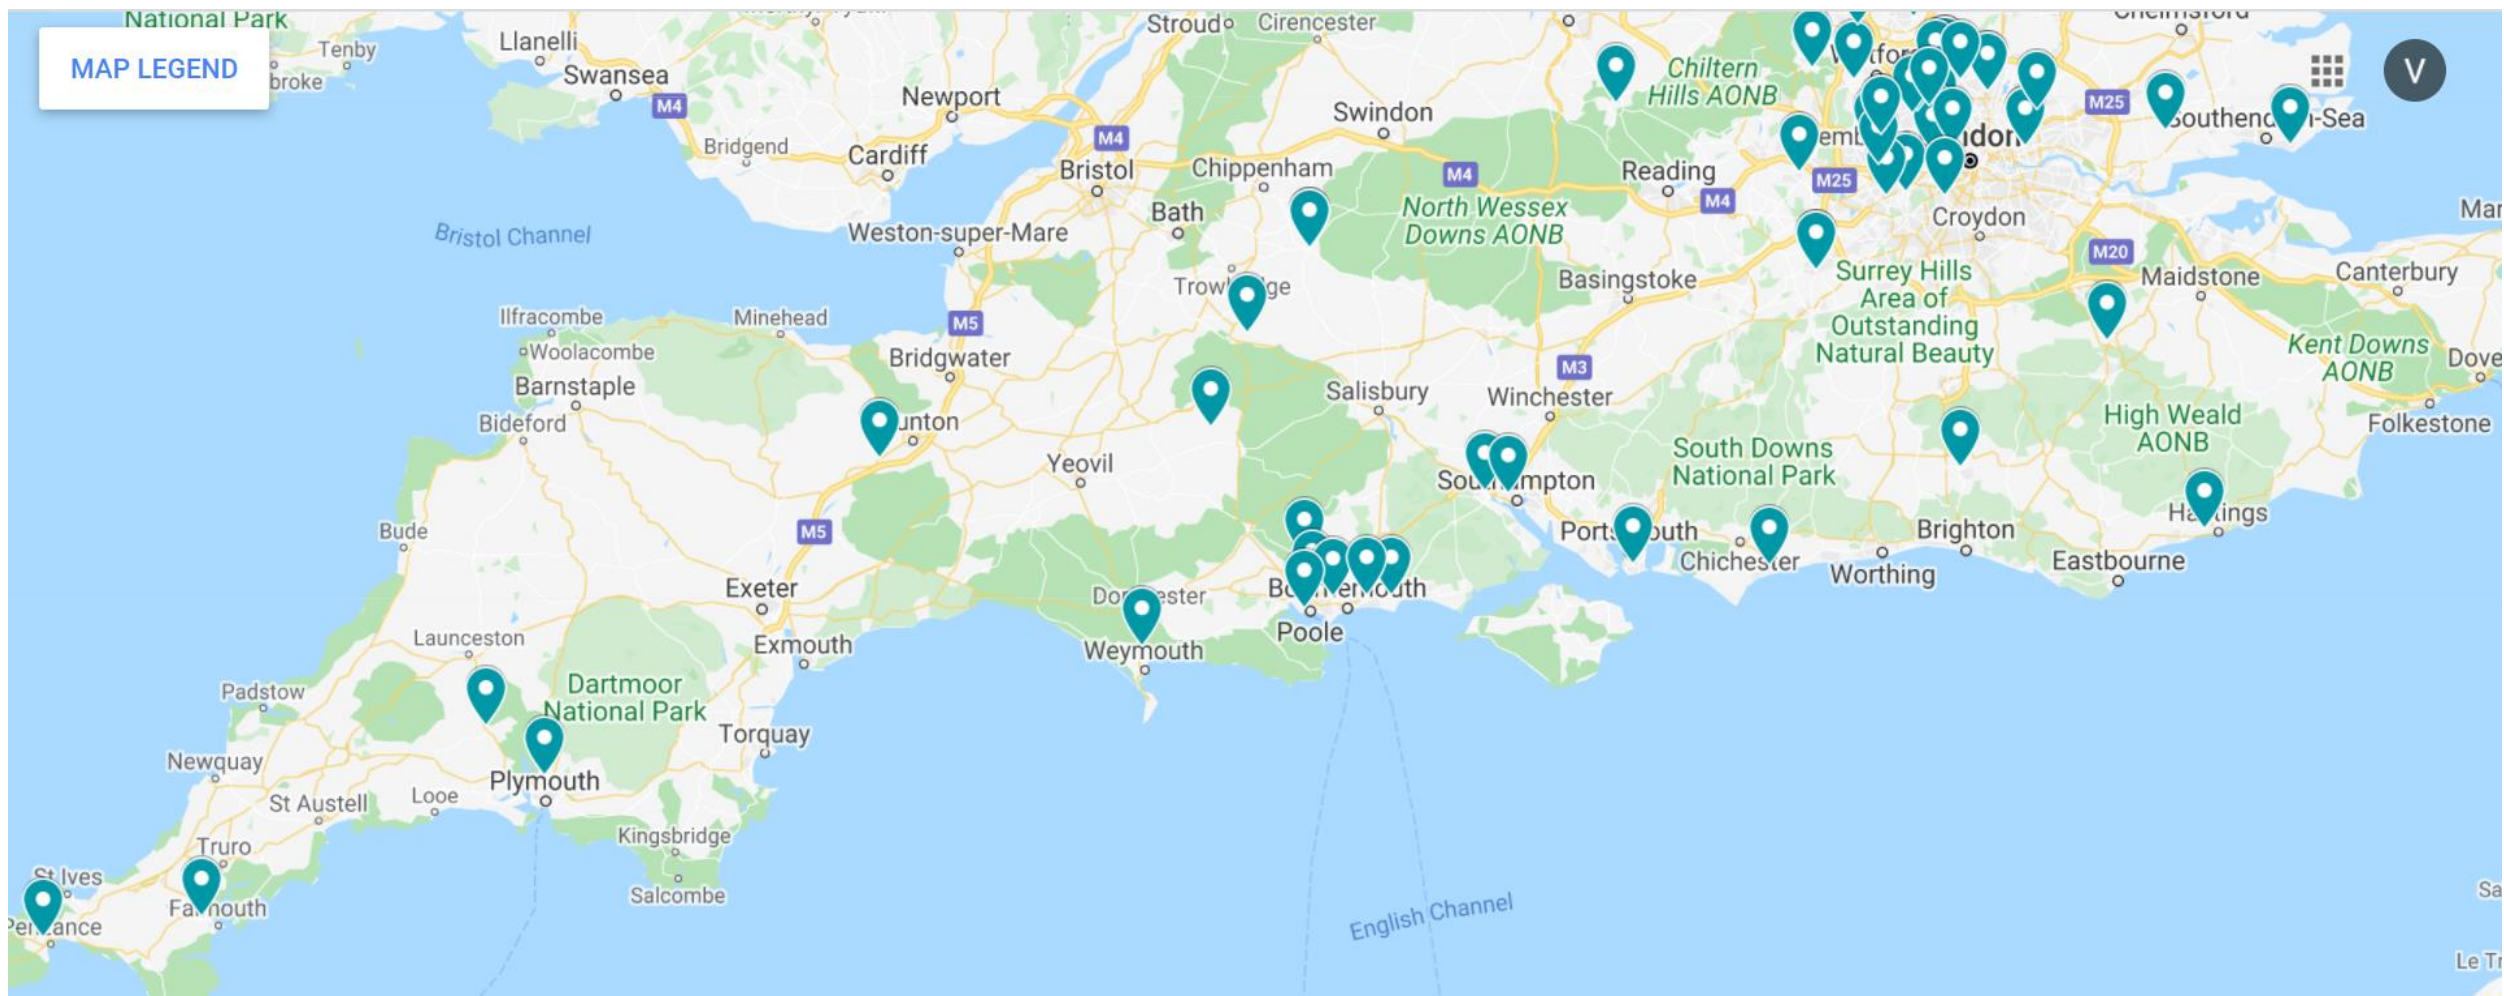 National Park
MAP LEGEND
Tenby
broke
Llanelli
Swansea
M4
Bridgend
Newport
Cardiff
Stroud
Cirencester
M4
Bristol
Chippenham
Bath
Swindon
M4
Weston-super-Mare
Bristol Channel
North Wessex
Downs AONB
Chiltern
Hills AONB
Reading
M4
M25
M25
Southend
-Sea
V
Croydon
M20
Maidstone
Canterbury
Basingstoke
Surrey Hills
Area of
Outstanding
Natural Beauty
Kent Downs
AONB
Folkestone
High Weald
AONB
Ilfracombe
Woolacombe
Minehead
M5
Bridgwater
Barnstaple
Bideford
unton
Yeovil
Salisbury
Winchester
M3
South Downs
National Park
Chichester
Worthing
Brighton
Eastbourne
Bude
M5
Exeter
Exmouth
Weymouth
Poole
Launceston
Padstow
Dartmoor
National Park
Torquay
Newquay
Plymouth
St Austell
Looe
Kingsbridge
Salcombe
Truro
English Channel